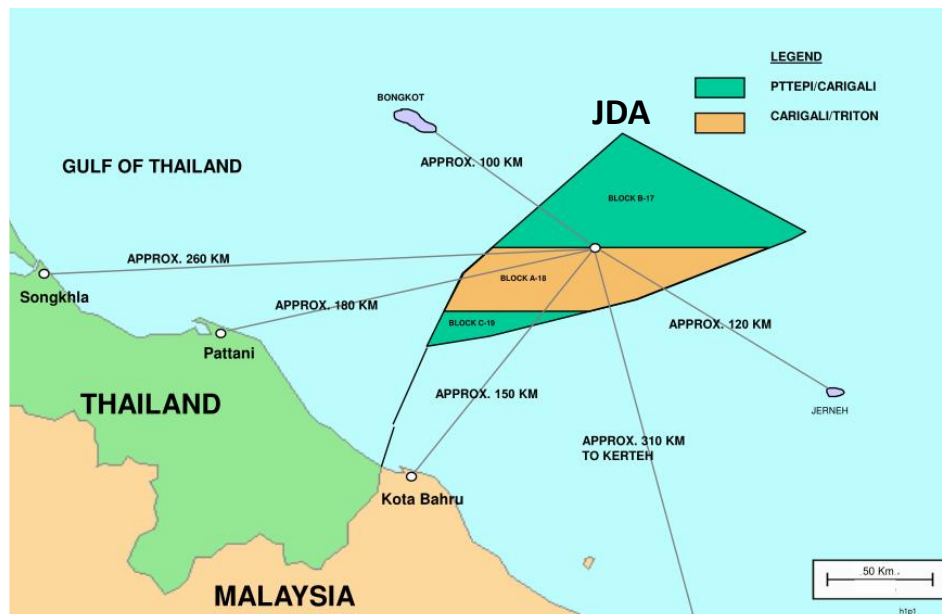 LEGEND
PTTEPI/CARIGALI
CARIGALI/TRITON
BONGKOT
JDA
APPROX. 100 KM
GULF OF THAILAND
BLOCK B-17
APPROX. 260 KM
Songkhla
BLOCK A-18
APPROX. 180 KM
BLOCK C-19
APPROX. 120 KM
Pattani
APPROX. 150 KM
THAILAND
JERNEH
APPROX. 310 KM
TO KERTEH
Kota Bahru
50 Km.
MALAYSIA
h1p1